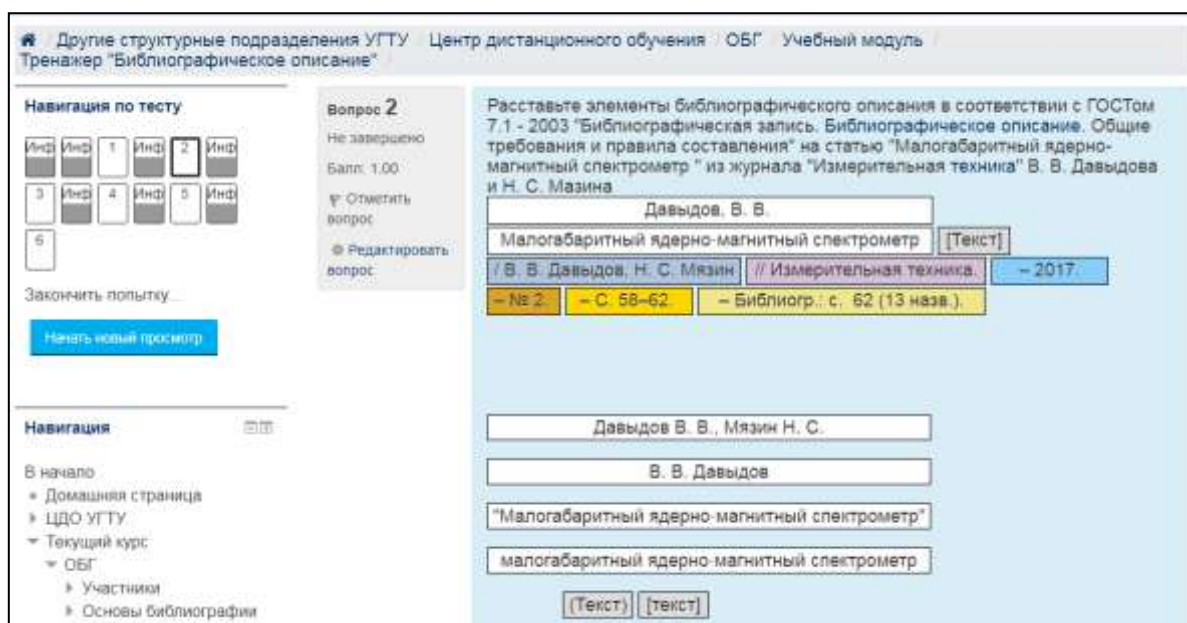 Другие структурные подразделения УГТУ / Центр дистанционного обучения / ОБГ / Учебный модуль /
Тренажер "Библиографическое описание" /
Навигация по тесту
Инф Инф 1 Инф 2 Инф
3 Инф 4 Инф 5 Инф
6
Закончить попытку...
Начать новый просмотр
Вопрос 2
Не завершено
Балл: 1.00
Отметить
вопрос
Редактировать
вопрос
Расставьте элементы библиографического описания в соответствии с ГОСТом
7.1 - 2003 "Библиографическая запись. Библиографическое описание. Общие
требования и правила составления" на статью "Малогабаритный ядерно-
магнитный спектрометр " из журнала "Измерительная техника" В. В. Давыдова
и Н. С. Мазина
Давыдов, В. В.
Малогабаритный ядерно-магнитный спектрометр [Текст]
/ В. В. Давыдов, Н. С. Мязин // Измерительная техника. – 2017.
– № 2. – С. 58–62. – Библиогр.: с. 62 (13 назв.).
Давыдов В. В., Мязин Н. С.
В. В. Давыдов
"Малогабаритный ядерно-магнитный спектрометр"
малогабаритный ядерно-магнитный спектрометр
(Текст) [текст]
Навигация
В начало
Домашняя страница
ЦДО УГТУ
Текущий курс
ОБГ
Участники
Основы библиографии